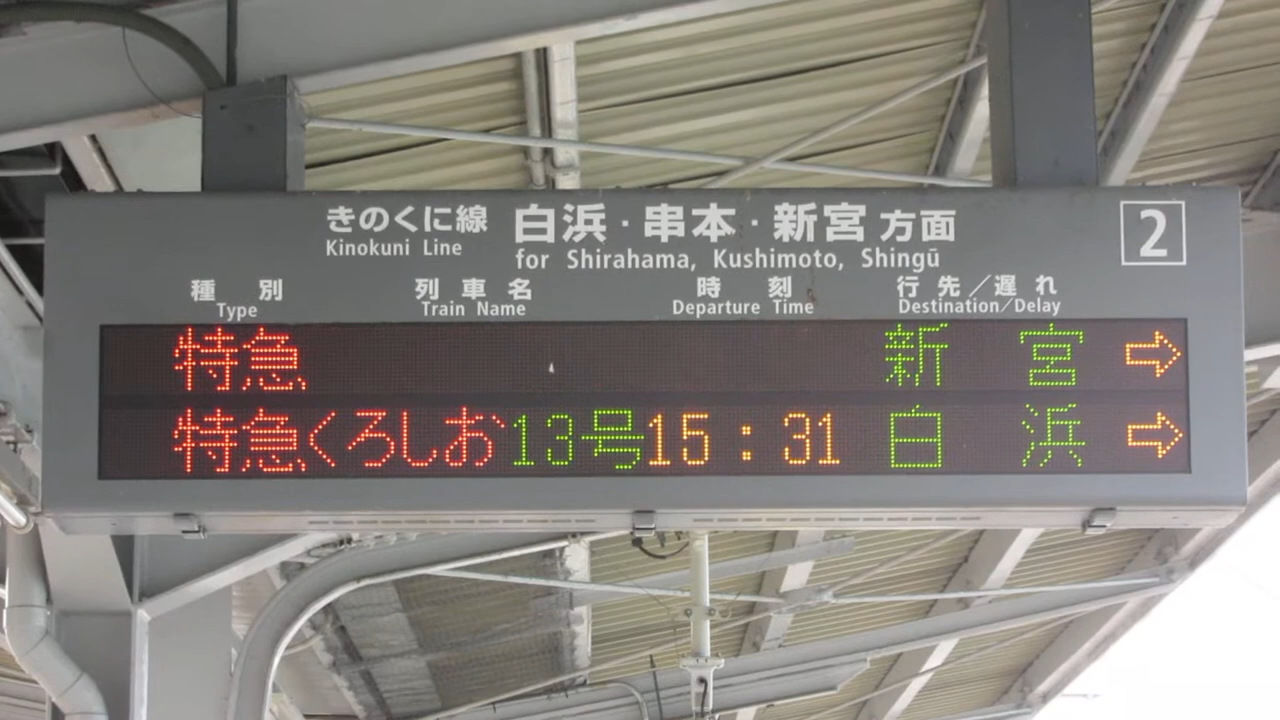 きのくに線 白浜・串本・新宮方面 2
Kinokuni Line for Shirahama, Kushimoto, Shingū
種別 列車名 時刻 行先／遅れ
Type Train Name Departure Time Destination/Delay
特急 新宮 ⇨
特急くろしお13号15:31 白浜 ⇨